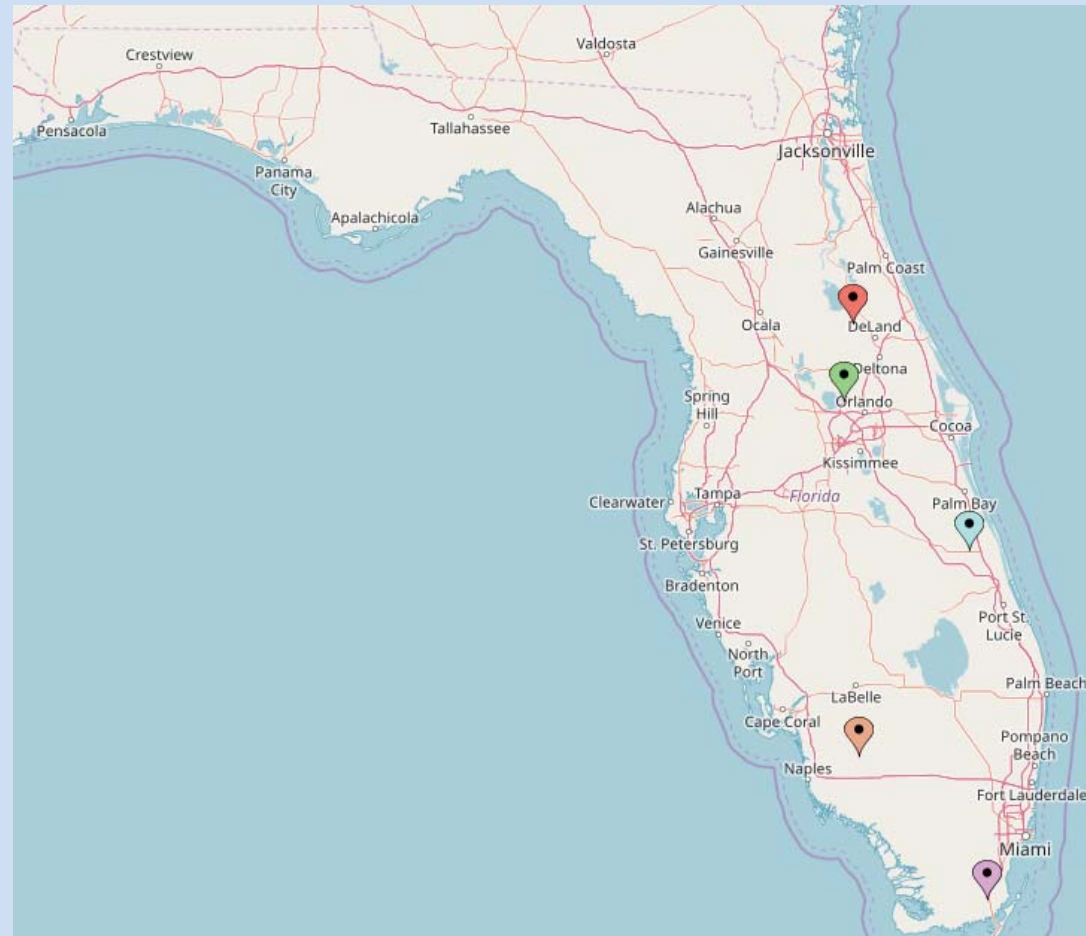 Valdosta
Crestview
Tallahassee
Pensacola
Jacksonville
Panama
City
Alachua
Apalachicola
Gainesville
Palm Coast
Ocala
DeLand
Deltona
Spring
Hill
Orlando
Cocoa
Kissimmee
Clearwater
Tampa
Florida
Palm Bay
St. Petersburg
Bradenton
Venice
Port St.
Lucie
North
Port
Palm Beach
LaBelle
Cape Coral
Pompano
Beach
Naples
Fort Lauderdale
Miami